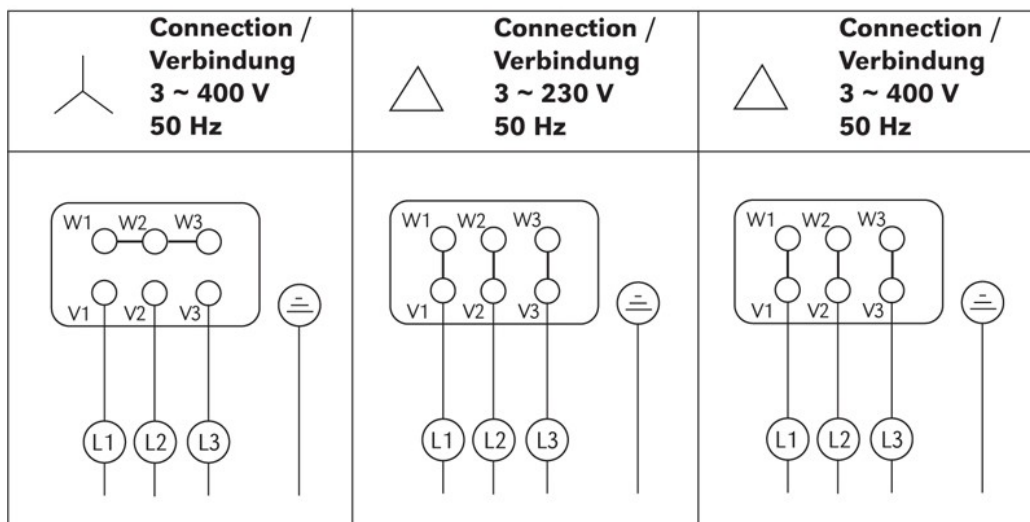 Connection /
Verbindung
3 ~ 400 V
50 Hz
Connection /
Verbindung
3 ~ 230 V
50 Hz
Connection /
Verbindung
3 ~ 400 V
50 Hz
W1 W2 W3
V1 V2 V3
L1 L2 L3
W1 W2 W3
V1 V2 V3
L1 L2 L3
W1 W2 W3
V1 V2 V3
L1 L2 L3